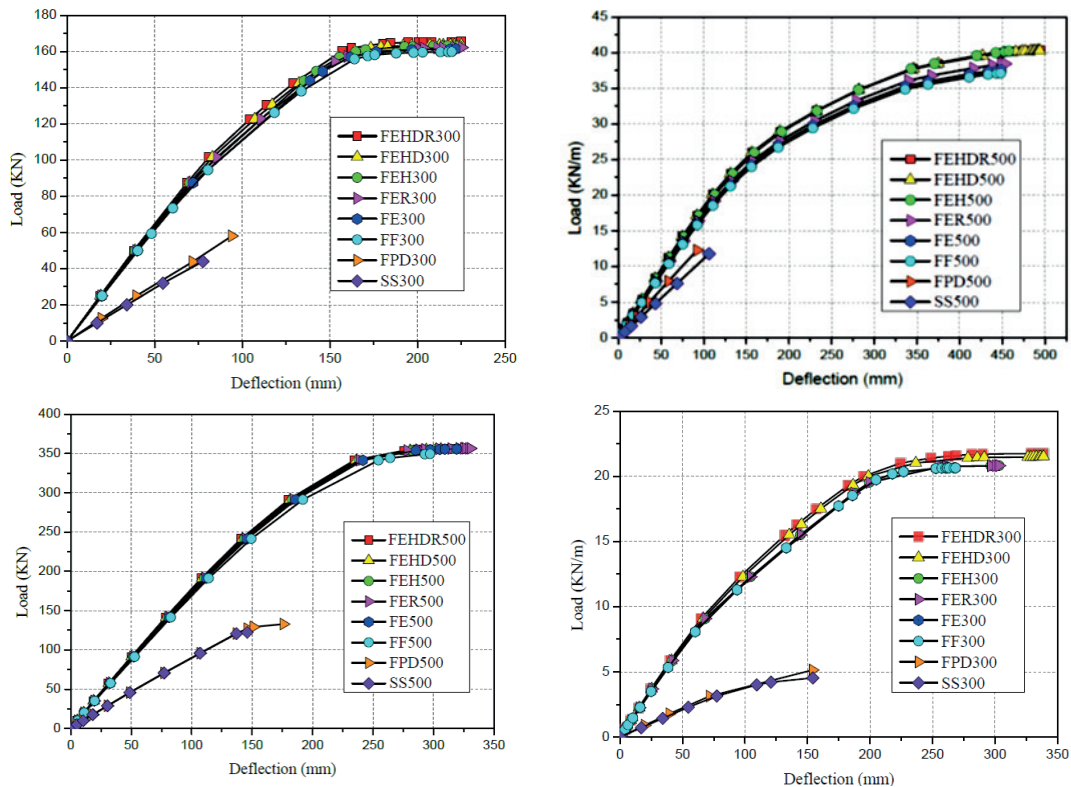 180
160
140
120
100
80
60
40
20
0
Load (KN)
0 50 100 150 200 250
Deflection (mm)
FEHDR300
FEHD300
FEH300
FER300
FE300
FF300
FPD300
SS300
45
40
35
30
25
20
15
10
5
0
Load (KN/m)
0 50 100 150 200 250 300 350 400 450 500
Deflection (mm)
FEHDR500
FEHD500
FEH500
FER500
FE500
FF500
FPD500
SS500
400
350
300
250
200
150
100
50
0
Load (KN)
0 50 100 150 200 250 300 350
Deflection (mm)
FEHDR500
FEHD500
FEH500
FER500
FE500
FF500
FPD500
SS500
25
20
15
10
5
0
Load (KN/m)
0 50 100 150 200 250 300 350
Deflection (mm)
FEHDR300
FEHD300
FEH300
FER300
FE300
FF300
FPD300
SS300